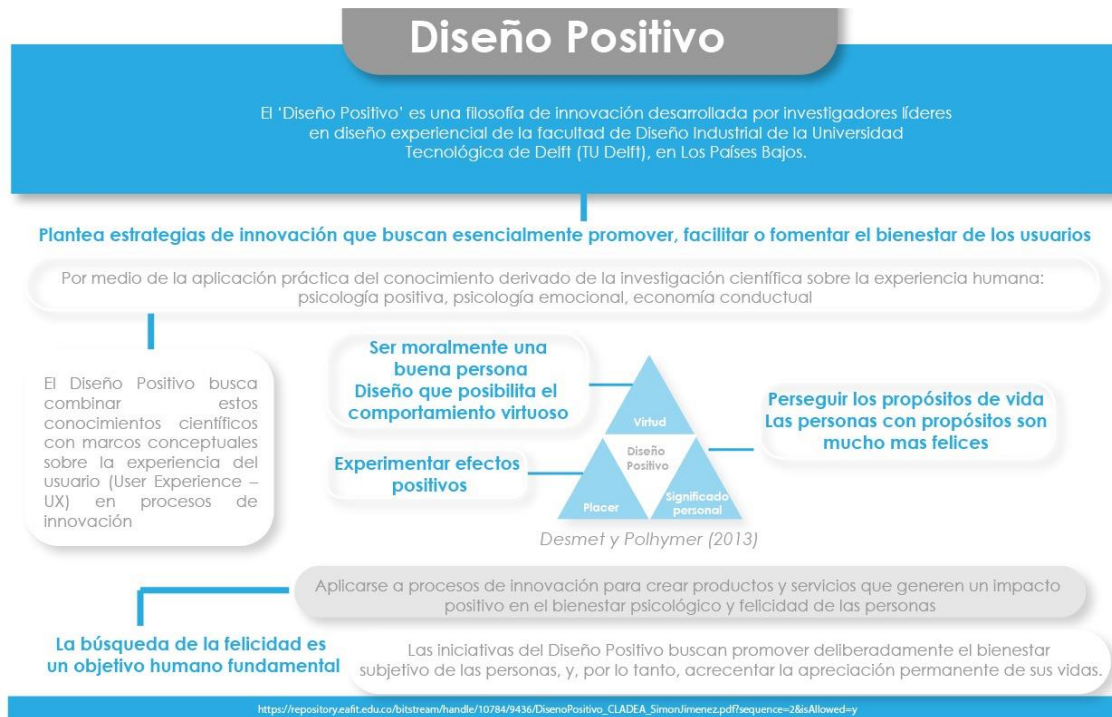 Diseño Positivo
El ‘Diseño Positivo’ es una filosofía de innovación desarrollada por investigadores líderes
en diseño experiencial de la facultad de Diseño Industrial de la Universidad
Tecnológica de Delft (TU Delft), en Los Países Bajos.
Plantea estrategias de innovación que buscan esencialmente promover, facilitar o fomentar el bienestar de los usuarios
Por medio de la aplicación práctica del conocimiento derivado de la investigación científica sobre la experiencia humana:
psicología positiva, psicología emocional, economía conductual
El Diseño Positivo busca
combinar estos
conocimientos científicos
con marcos conceptuales
sobre la experiencia del
usuario (User Experience –
UX) en procesos de
innovación
Ser moralmente una
buena persona
Diseño que posibilita el
comportamiento virtuoso
Experimentar efectos
positivos
Virtud
Diseño
Positivo
Placer
Significado
personal
Perseguir los propósitos de vida
Las personas con propósitos son
mucho mas felices
Desmet y Polhymer (2013)
Aplicarse a procesos de innovación para crear productos y servicios que generen un impacto
positivo en el bienestar psicológico y felicidad de las personas
La búsqueda de la felicidad es
un objetivo humano fundamental
Las iniciativas del Diseño Positivo buscan promover deliberadamente el bienestar
subjetivo de las personas, y, por lo tanto, acrecentar la apreciación permanente de sus vidas.
https://repository.eafit.edu.co/bitstream/handle/10784/9436/DisenoPositivo_CLADEA_SimonJimenez.pdf?sequence=2&isAllowed=y